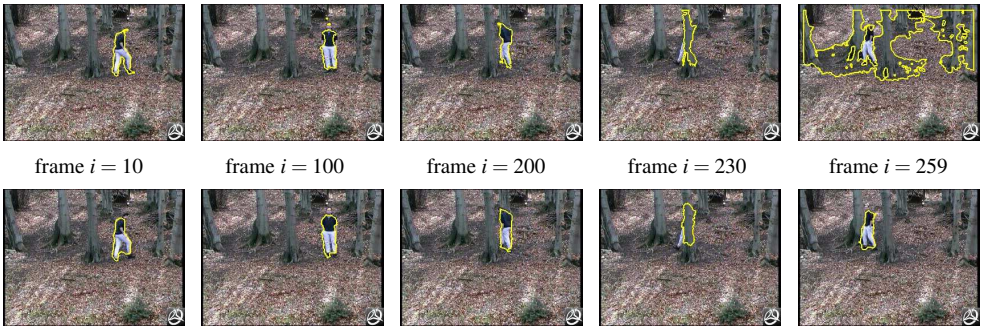 frame i = 10
frame i = 100
frame i = 200
frame i = 230
frame i = 259